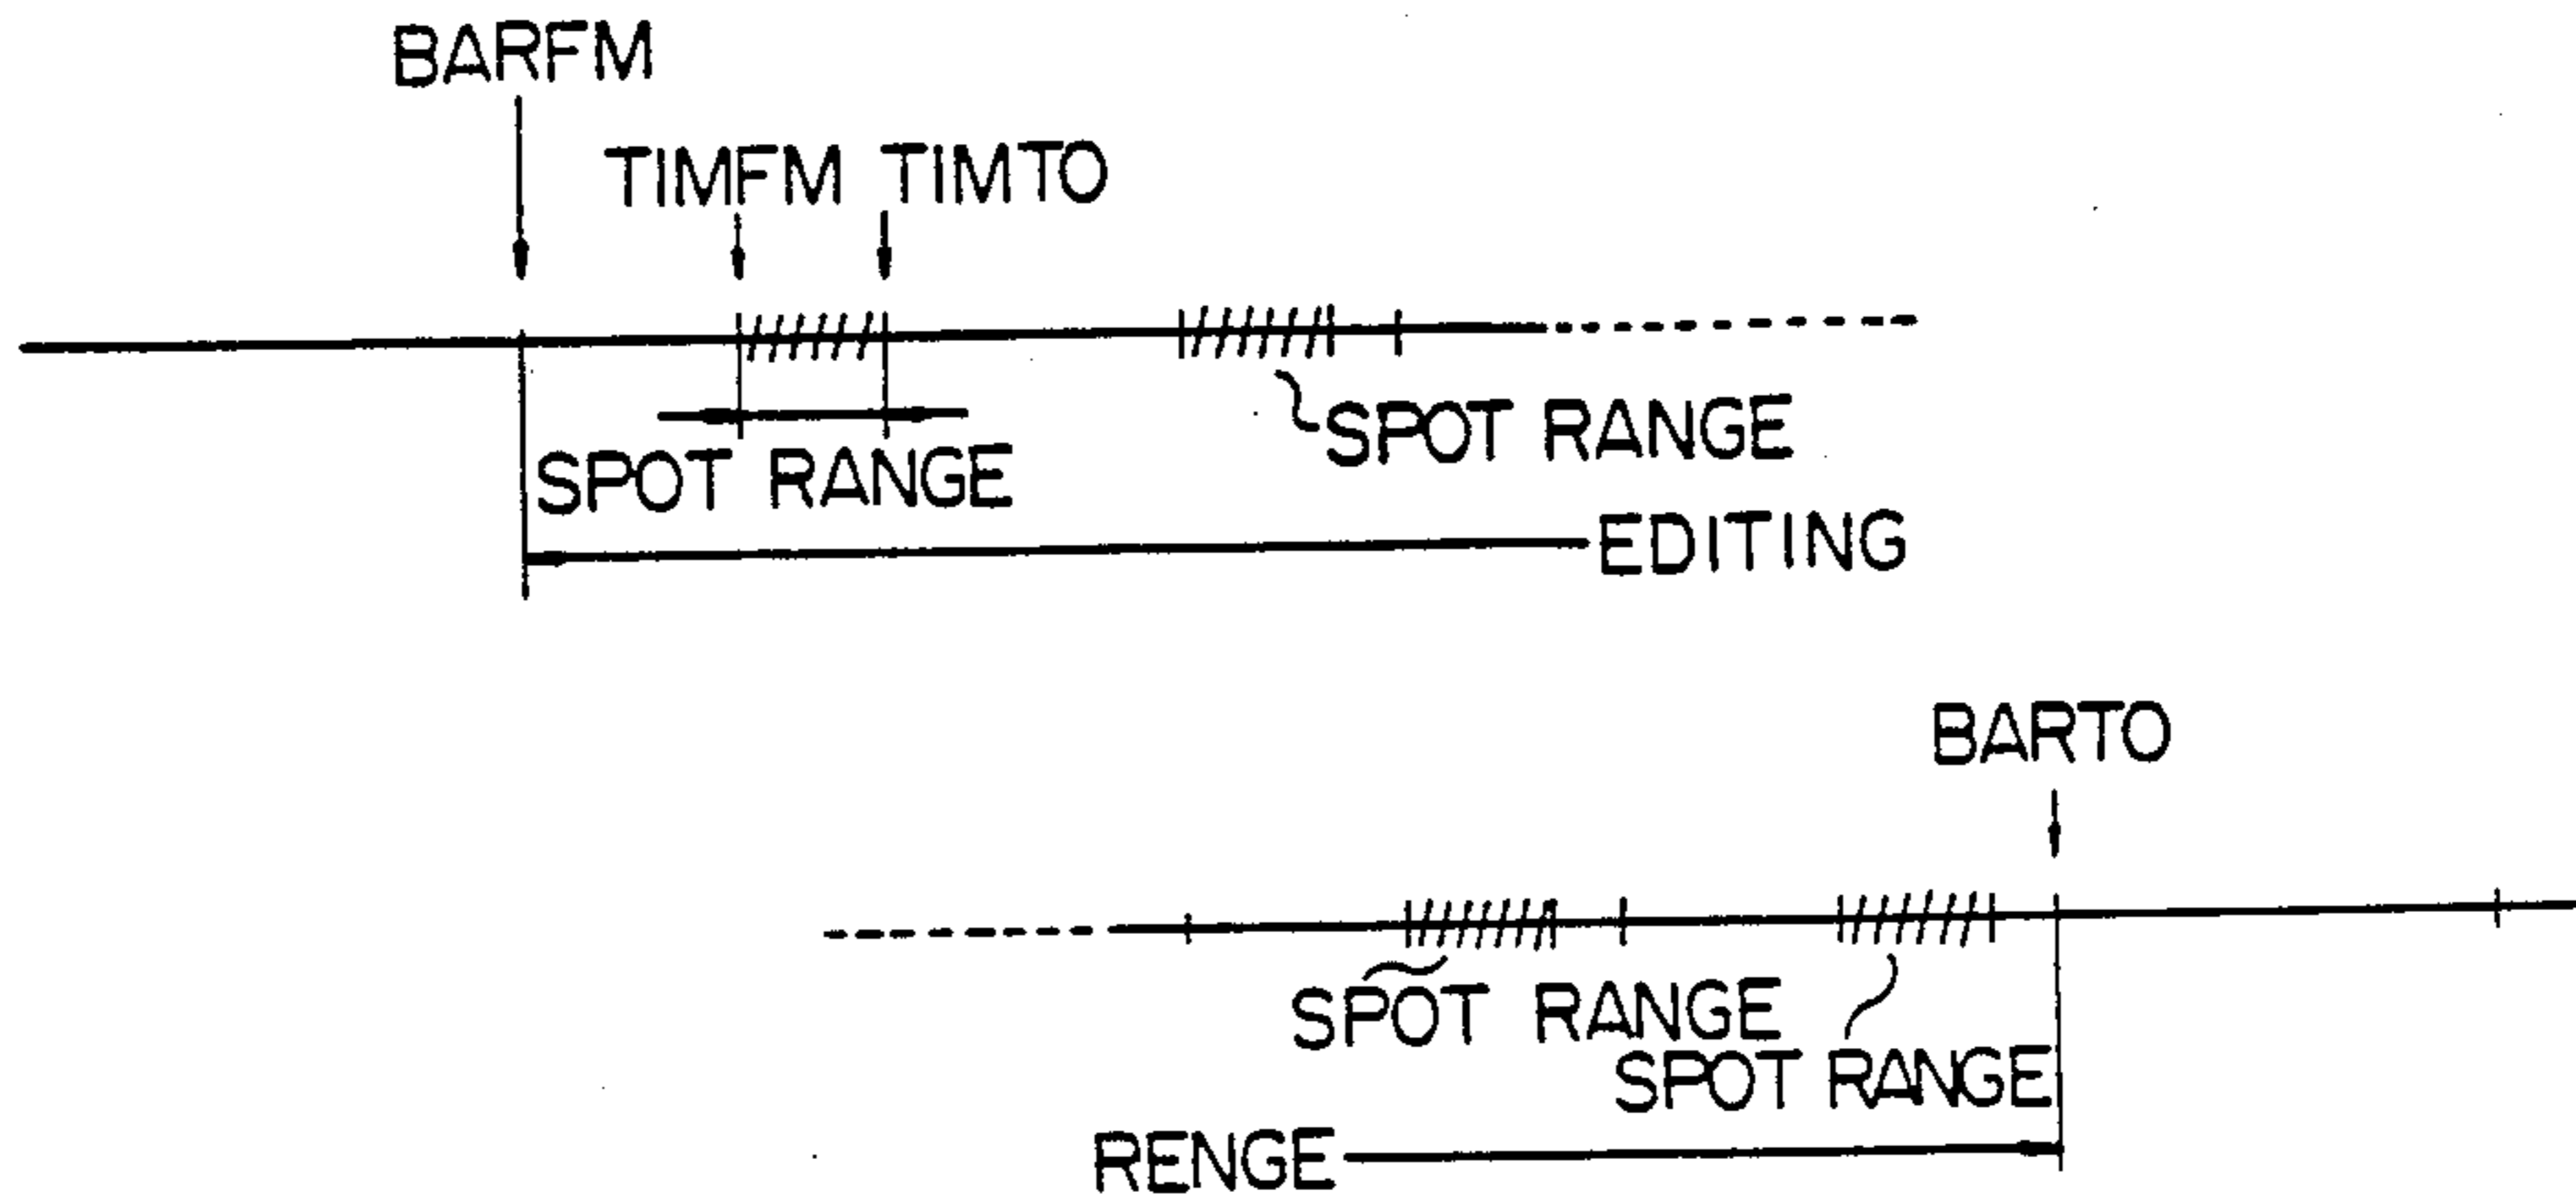 BARFM
TIMFM TIMTO
SPOT RANGE
SPOT RANGE
EDITING
BARTO
SPOT RANGE
SPOT RANGE
RENGE